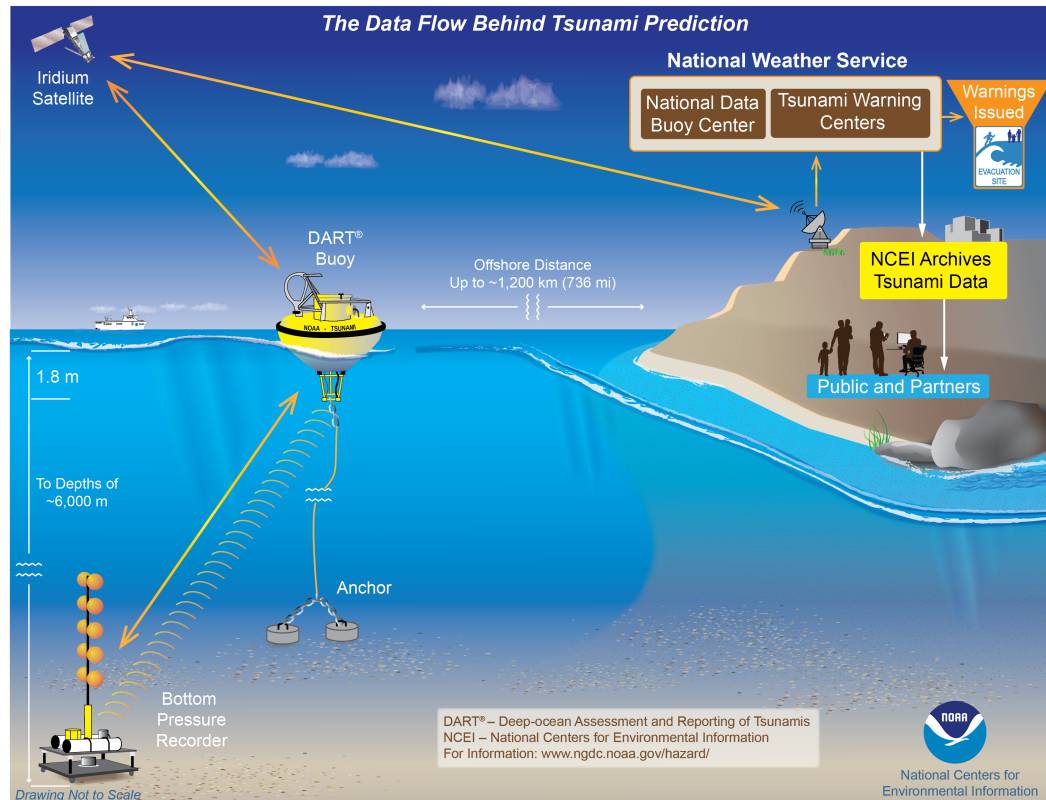 The Data Flow Behind Tsunami Prediction
Iridium
Satellite
National Weather Service
National Data
Buoy Center
Tsunami Warning
Centers
Warnings
Issued
EVACUATION
SITE
DART®
Buoy
NOAA - TSUNAMI
Offshore Distance
Up to ~1,200 km (736 mi)
NCEI Archives
Tsunami Data
Public and Partners
1.8 m
To Depths of
~6,000 m
Anchor
Bottom
Pressure
Recorder
DART® – Deep-ocean Assessment and Reporting of Tsunamis
NCEI – National Centers for Environmental Information
For Information: www.ngdc.noaa.gov/hazard/
NOAA
National Centers for
Environmental Information
Drawing Not to Scale